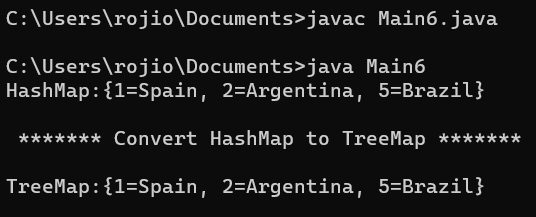 C:\Users\rojio\Documents>javac Main6.java
C:\Users\rojio\Documents>java Main6
HashMap:{1=Spain, 2=Argentina, 5=Brazil}
******* Convert HashMap to TreeMap *******
TreeMap:{1=Spain, 2=Argentina, 5=Brazil}